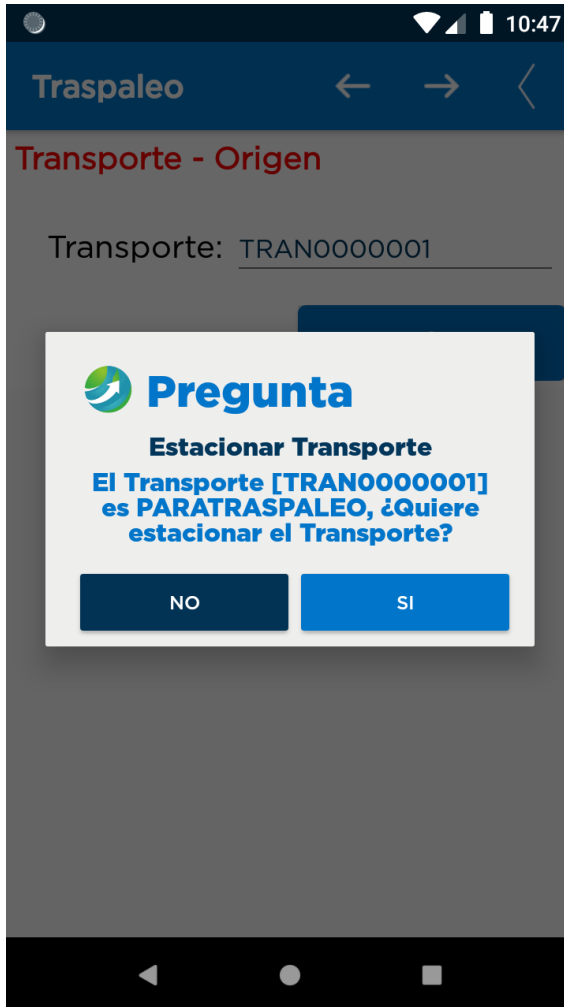 10:47
Traspaleo
Transporte - Origen
Transporte: TRAN0000001
Pregunta
Estacionar Transporte
El Transporte [TRAN0000001]
es PARATRASPALEO, ¿Quiere
estacionar el Transporte?
NO
SI